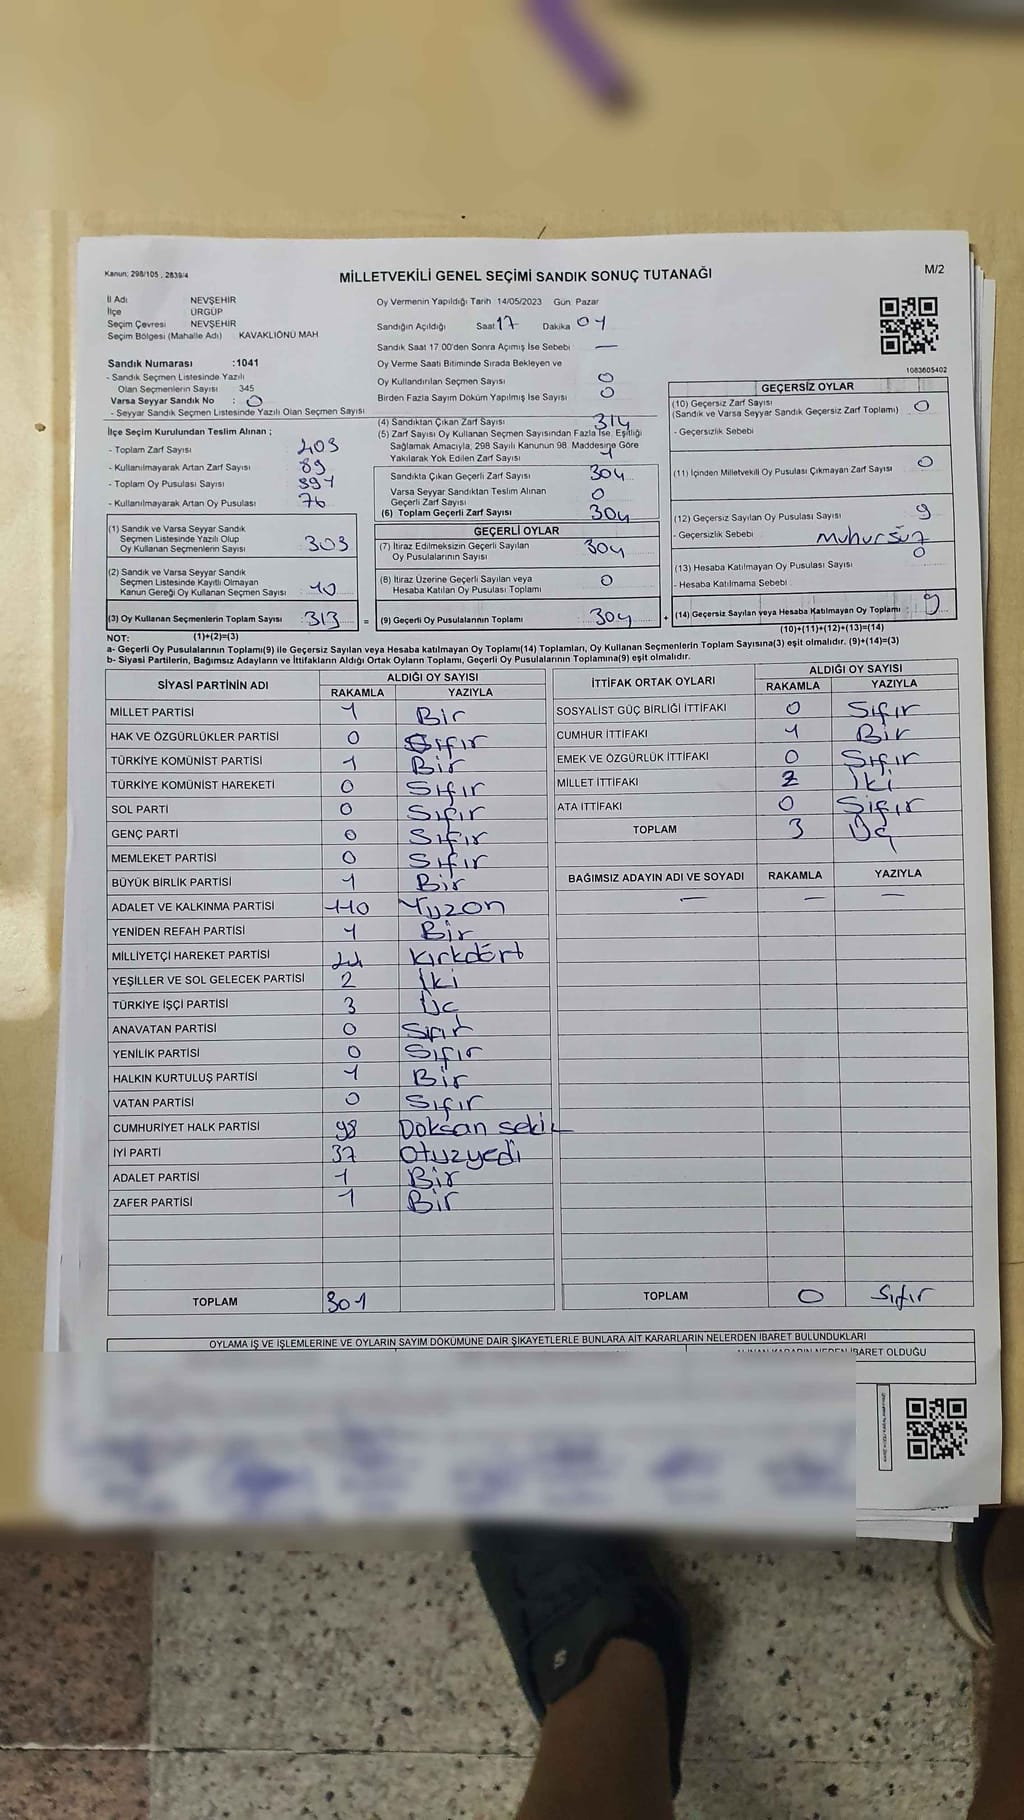 Kanun: 298/105 , 2839/4
MİLLETVEKİLİ GENEL SEÇİMİ SANDIK SONUÇ TUTANAĞI
M/2
İl Adı NEVŞEHİR
İlçe ÜRGÜP
Seçim Çevresi NEVŞEHİR
Seçim Bölgesi (Mahalle Adı) KAVAKLIÖNÜ MAH
Oy Vermenin Yapıldığı Tarih 14/05/2023 Gün Pazar
Sandığın Açıldığı Saat 17 Dakika 01
Sandık Saat 17 00'den Sonra Açımış İse Sebebi —
1083605402
Sandık Numarası :1041
- Sandık Seçmen Listesinde Yazılı
Olan Seçmenlerin Sayısı : 345
Varsa Seyyar Sandık No : 0
- Seyyar Sandık Seçmen Listesinde Yazılı Olan Seçmen Sayısı
Oy Verme Saati Bitiminde Sırada Bekleyen ve
Oy Kullandırılan Seçmen Sayısı 0
Birden Fazla Sayım Döküm Yapılmış İse Sayısı 0
İlçe Seçim Kurulundan Teslim Alınan ;
- Toplam Zarf Sayısı 403
- Kullanılmayarak Artan Zarf Sayısı 89
- Toplam Oy Pusulası Sayısı 391
- Kullanılmayarak Artan Oy Pusulası 76
(1) Sandık ve Varsa Seyyar Sandık
Seçmen Listesinde Yazılı Olup
Oy Kullanan Seçmenlerin Sayısı : 303
(2) Sandık ve Varsa Seyyar Sandık
Seçmen Listesinde Kayıtlı Olmayan
Kanun Gereği Oy Kullanan Seçmen Sayısı : 10
(3) Oy Kullanan Seçmenlerin Toplam Sayısı : 313 =
(4) Sandıktan Çıkan Zarf Sayısı 314
(5) Zarf Sayısı Oy Kullanan Seçmen Sayısından Fazla İse, Eşitliği
Sağlamak Amacıyla, 298 Sayılı Kanunun 98. Maddesine Göre
Yakılarak Yok Edilen Zarf Sayısı 1
Sandıkta Çıkan Geçerli Zarf Sayısı 304
Varsa Seyyar Sandıktan Teslim Alınan
Geçerli Zarf Sayısı 0
(6) Toplam Geçerli Zarf Sayısı 304
GEÇERLİ OYLAR
(7) İtiraz Edilmeksizin Geçerli Sayılan
Oy Pusulalarının Sayısı 304
(8) İtiraz Üzerine Geçerli Sayılan veya
Hesaba Katılan Oy Pusulası Toplamı 0
(9) Geçerli Oy Pusulalarının Toplamı 304 +
GEÇERSİZ OYLAR
(10) Geçersiz Zarf Sayısı
(Sandık ve Varsa Seyyar Sandık Geçersiz Zarf Toplamı) 0
- Geçersizlik Sebebi
(11) İçinden Milletvekili Oy Pusulası Çıkmayan Zarf Sayısı 0
(12) Geçersiz Sayılan Oy Pusulası Sayısı 9
- Geçersizlik Sebebi muhursüz
(13) Hesaba Katılmayan Oy Pusulası Sayısı 0
- Hesaba Katılmama Sebebi
(14) Geçersiz Sayılan veya Hesaba Katılmayan Oy Toplamı : 9
NOT: (1)+(2)=(3)
(10)+(11)+(12)+(13)=(14)
a- Geçerli Oy Pusulalarının Toplamı(9) ile Geçersiz Sayılan veya Hesaba katılmayan Oy Toplamı(14) Toplamları, Oy Kullanan Seçmenlerin Toplam Sayısına(3) eşit olmalıdır. (9)+(14)=(3)
b- Siyasi Partilerin, Bağımsız Adayların ve İttifakların Aldığı Ortak Oyların Toplamı, Geçerli Oy Pusulalarının Toplamına(9) eşit olmalıdır.
SİYASİ PARTİNİN ADI ALDIĞI OY SAYISI
RAKAMLA YAZIYLA
MİLLET PARTİSİ 1 Bir
HAK VE ÖZGÜRLÜKLER PARTİSİ 0 Sıfır
TÜRKİYE KOMÜNİST PARTİSİ 1 Bir
TÜRKİYE KOMÜNİST HAREKETİ 0 Sıfır
SOL PARTİ 0 Sıfır
GENÇ PARTİ 0 Sıfır
MEMLEKET PARTİSİ 0 Sıfır
BÜYÜK BİRLİK PARTİSİ 1 Bir
ADALET VE KALKINMA PARTİSİ 110 Yüzon
YENİDEN REFAH PARTİSİ 1 Bir
MİLLİYETÇİ HAREKET PARTİSİ 44 Kırkdört
YEŞİLLER VE SOL GELECEK PARTİSİ 2 İki
TÜRKİYE İŞÇİ PARTİSİ 3 Üç
ANAVATAN PARTİSİ 0 Sıfır
YENİLİK PARTİSİ 0 Sıfır
HALKIN KURTULUŞ PARTİSİ 1 Bir
VATAN PARTİSİ 0 Sıfır
CUMHURİYET HALK PARTİSİ 98 Doksan seki
İYİ PARTİ 37 Otuzyedi
ADALET PARTİSİ 1 Bir
ZAFER PARTİSİ 1 Bir
TOPLAM 301
İTTİFAK ORTAK OYLARI ALDIĞI OY SAYISI
RAKAMLA YAZIYLA
SOSYALİST GÜÇ BİRLİĞİ İTTİFAKI 0 Sıfır
CUMHUR İTTİFAKI 1 Bir
EMEK VE ÖZGÜRLÜK İTTİFAKI 0 Sıfır
MİLLET İTTİFAKI 2 İki
ATA İTTİFAKI 0 Sıfır
TOPLAM 3 Üç
BAĞIMSIZ ADAYIN ADI VE SOYADI RAKAMLA YAZIYLA
— — —
TOPLAM 0 Sıfır
OYLAMA İŞ VE İŞLEMLERİNE VE OYLARIN SAYIM DÖKÜMÜNE DAİR ŞİKAYETLERLE BUNLARA AİT KARARLARIN NELERDEN İBARET BULUNDUKLARI
ALINAN KARARIN NEDEN İBARET OLDUĞU